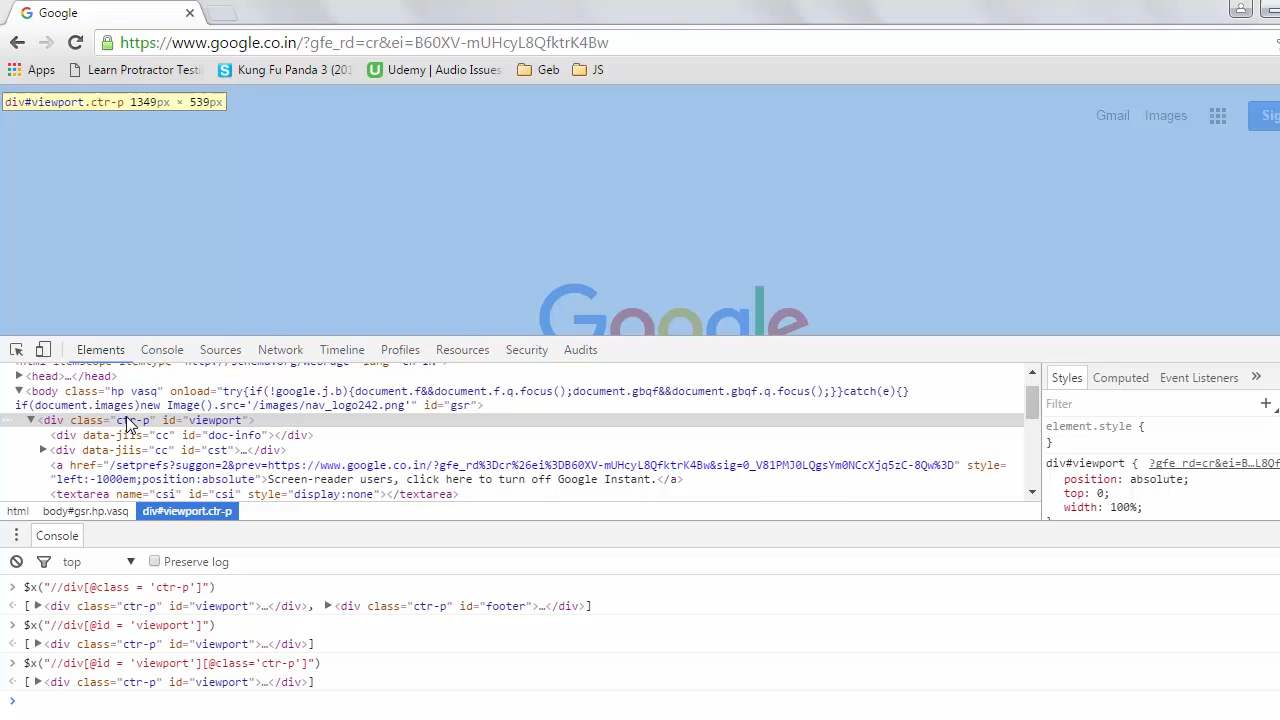 Google
https://www.google.co.in/?gfe_rd=cr&ei=B60XV-mUHcyL8QfktrK4Bw
Apps Learn Protractor Testi Kung Fu Panda 3 (201 Udemy | Audio Issues Geb JS
div#viewport.ctr-p 1349px × 539px
Gmail Images Sig
Google
Elements Console Sources Network Timeline Profiles Resources Security Audits
<head>…</head>
<body class="hp vasq" onload="try{if(!google.j.b){document.f&&document.f.q.focus();document.gbqf&&document.gbqf.q.focus();}}catch(e){}
if(document.images)new Image().src='/images/nav_logo242.png'" id="gsr">
<div class="ctr-p" id="viewport">
<div data-jiis="cc" id="doc-info"></div>
<div data-jiis="cc" id="cst">…</div>
<a href="/setprefs?suggon=2&prev=https://www.google.co.in/?gfe_rd%3Dcr%26ei%3DB60XV-mUHcyL8QfktrK4Bw&sig=0_V81PMJ0LQgsYm0NCcXjq5zC-8Qw%3D" style=
"left:-1000em;position:absolute">Screen-reader users, click here to turn off Google Instant.</a>
<textarea name="csi" id="csi" style="display:none"></textarea>
html body#gsr.hp.vasq div#viewport.ctr-p
Styles Computed Event Listeners »
Filter +
element.style {
}
div#viewport { ?gfe_rd=cr&ei=B…L8Qf
position: absolute;
top: 0;
width: 100%;
Console
top Preserve log
> $x("//div[@class = 'ctr-p']")
[ <div class="ctr-p" id="viewport">…</div>, <div class="ctr-p" id="footer">…</div>]
> $x("//div[@id = 'viewport']")
[ <div class="ctr-p" id="viewport">…</div>]
> $x("//div[@id = 'viewport'][@class='ctr-p']")
[ <div class="ctr-p" id="viewport">…</div>]
>